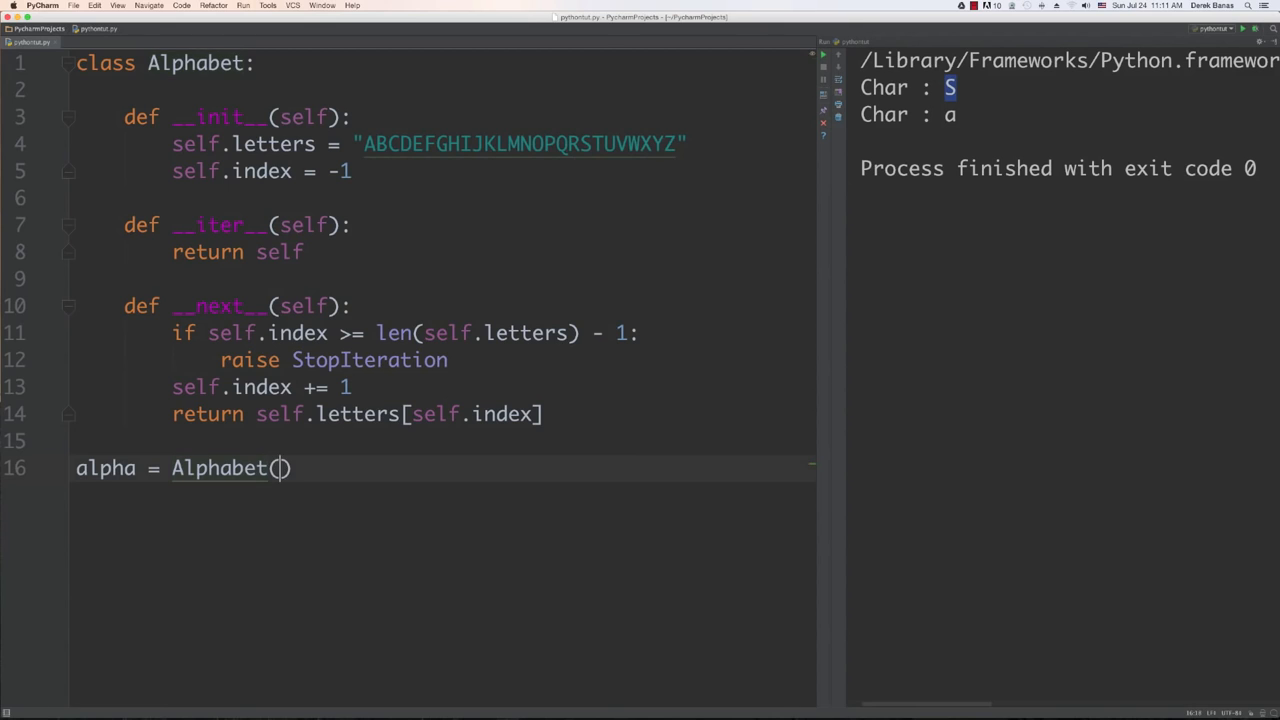 PyCharm File Edit View Navigate Code Refactor Run Tools VCS Window Help
10 Sun Jul 24 11:11 AM Derek Banas
pythontut.py - PycharmProjects - [~/PycharmProjects]
PycharmProjects pythontut.py
pythontut
pythontut.py
Run: pythontut
1 class Alphabet:
2
3 def __init__(self):
4 self.letters = "ABCDEFGHIJKLMNOPQRSTUVWXYZ"
5 self.index = -1
6
7 def __iter__(self):
8 return self
9
10 def __next__(self):
11 if self.index >= len(self.letters) - 1:
12 raise StopIteration
13 self.index += 1
14 return self.letters[self.index]
15
16 alpha = Alphabet()
/Library/Frameworks/Python.framewor
Char : S
Char : a
Process finished with exit code 0
16:18 LF≑ UTF-8≑